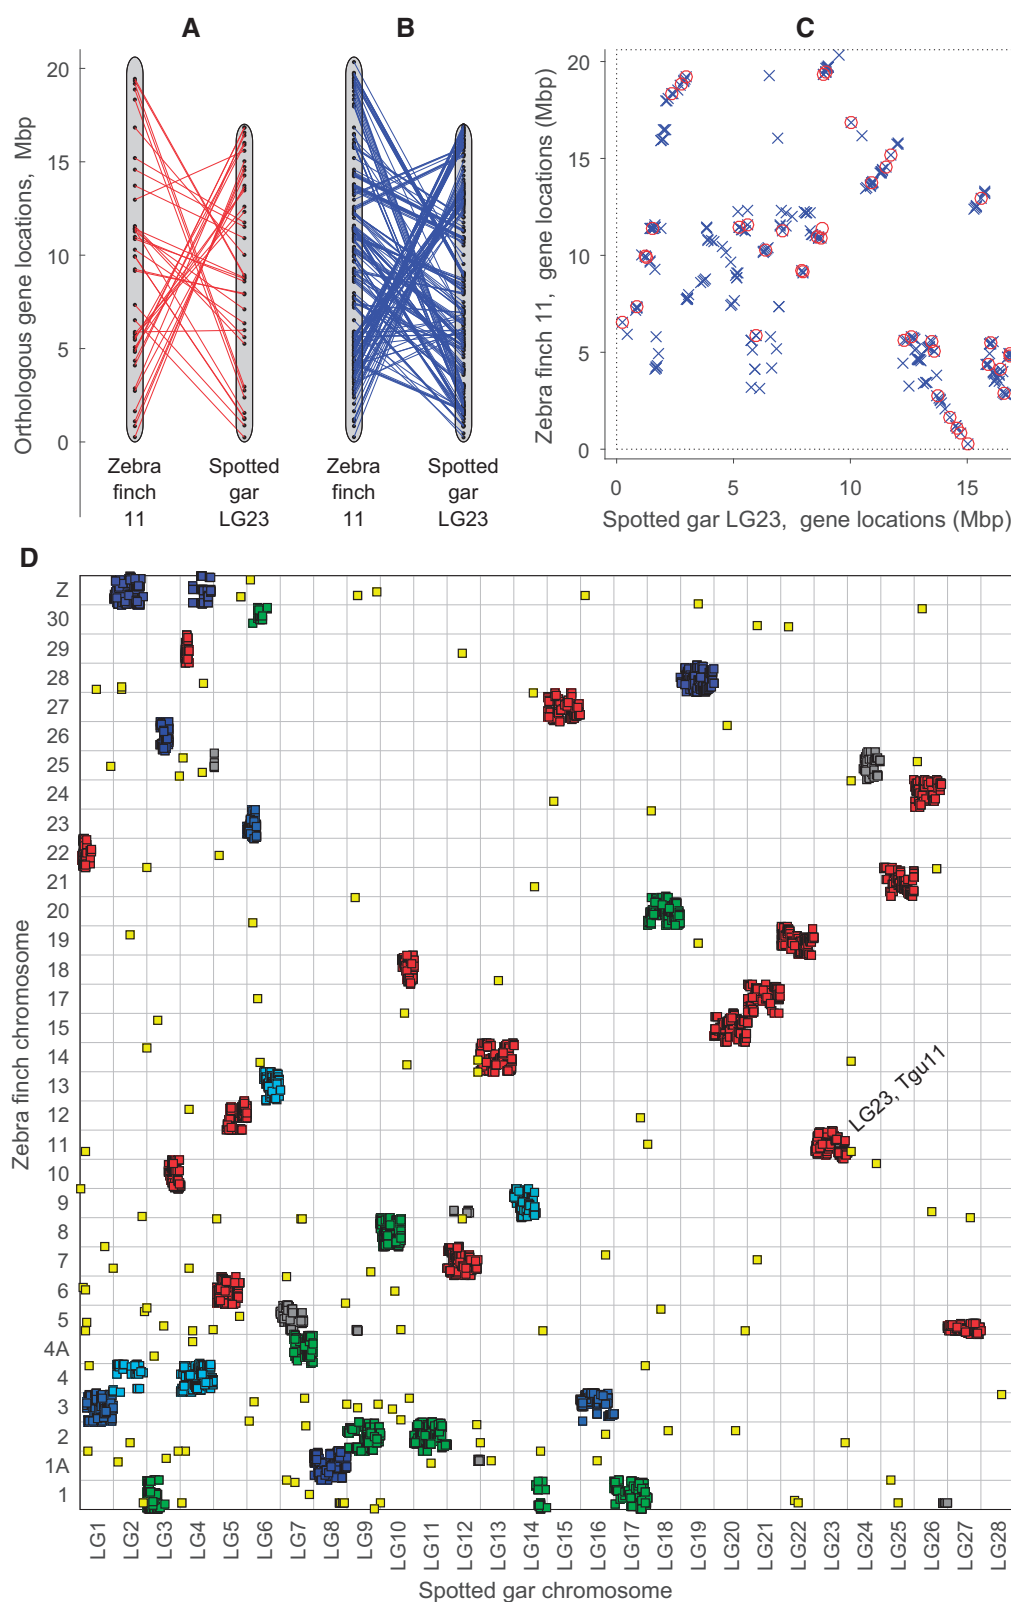 A
B
C
Orthologous gene locations, Mbp
20
15
10
5
0
Zebra
finch
11
Spotted
gar
LG23
Zebra
finch
11
Spotted
gar
LG23
Zebra finch 11, gene locations (Mbp)
20
15
10
5
0
0
5
10
15
Spotted gar LG23, gene locations (Mbp)
D
Zebra finch chromosome
Z
30
29
28
27
26
25
24
23
22
21
20
19
18
17
15
14
13
12
11
10
9
8
7
6
5
4A
4
3
2
1A
1
LG23, Tgu11
LG1
LG2
LG3
LG4
LG5
LG6
LG7
LG8
LG9
LG10
LG11
LG12
LG13
LG14
LG15
LG16
LG17
LG18
LG19
LG20
LG21
LG22
LG23
LG24
LG25
LG26
LG27
LG28
Spotted gar chromosome